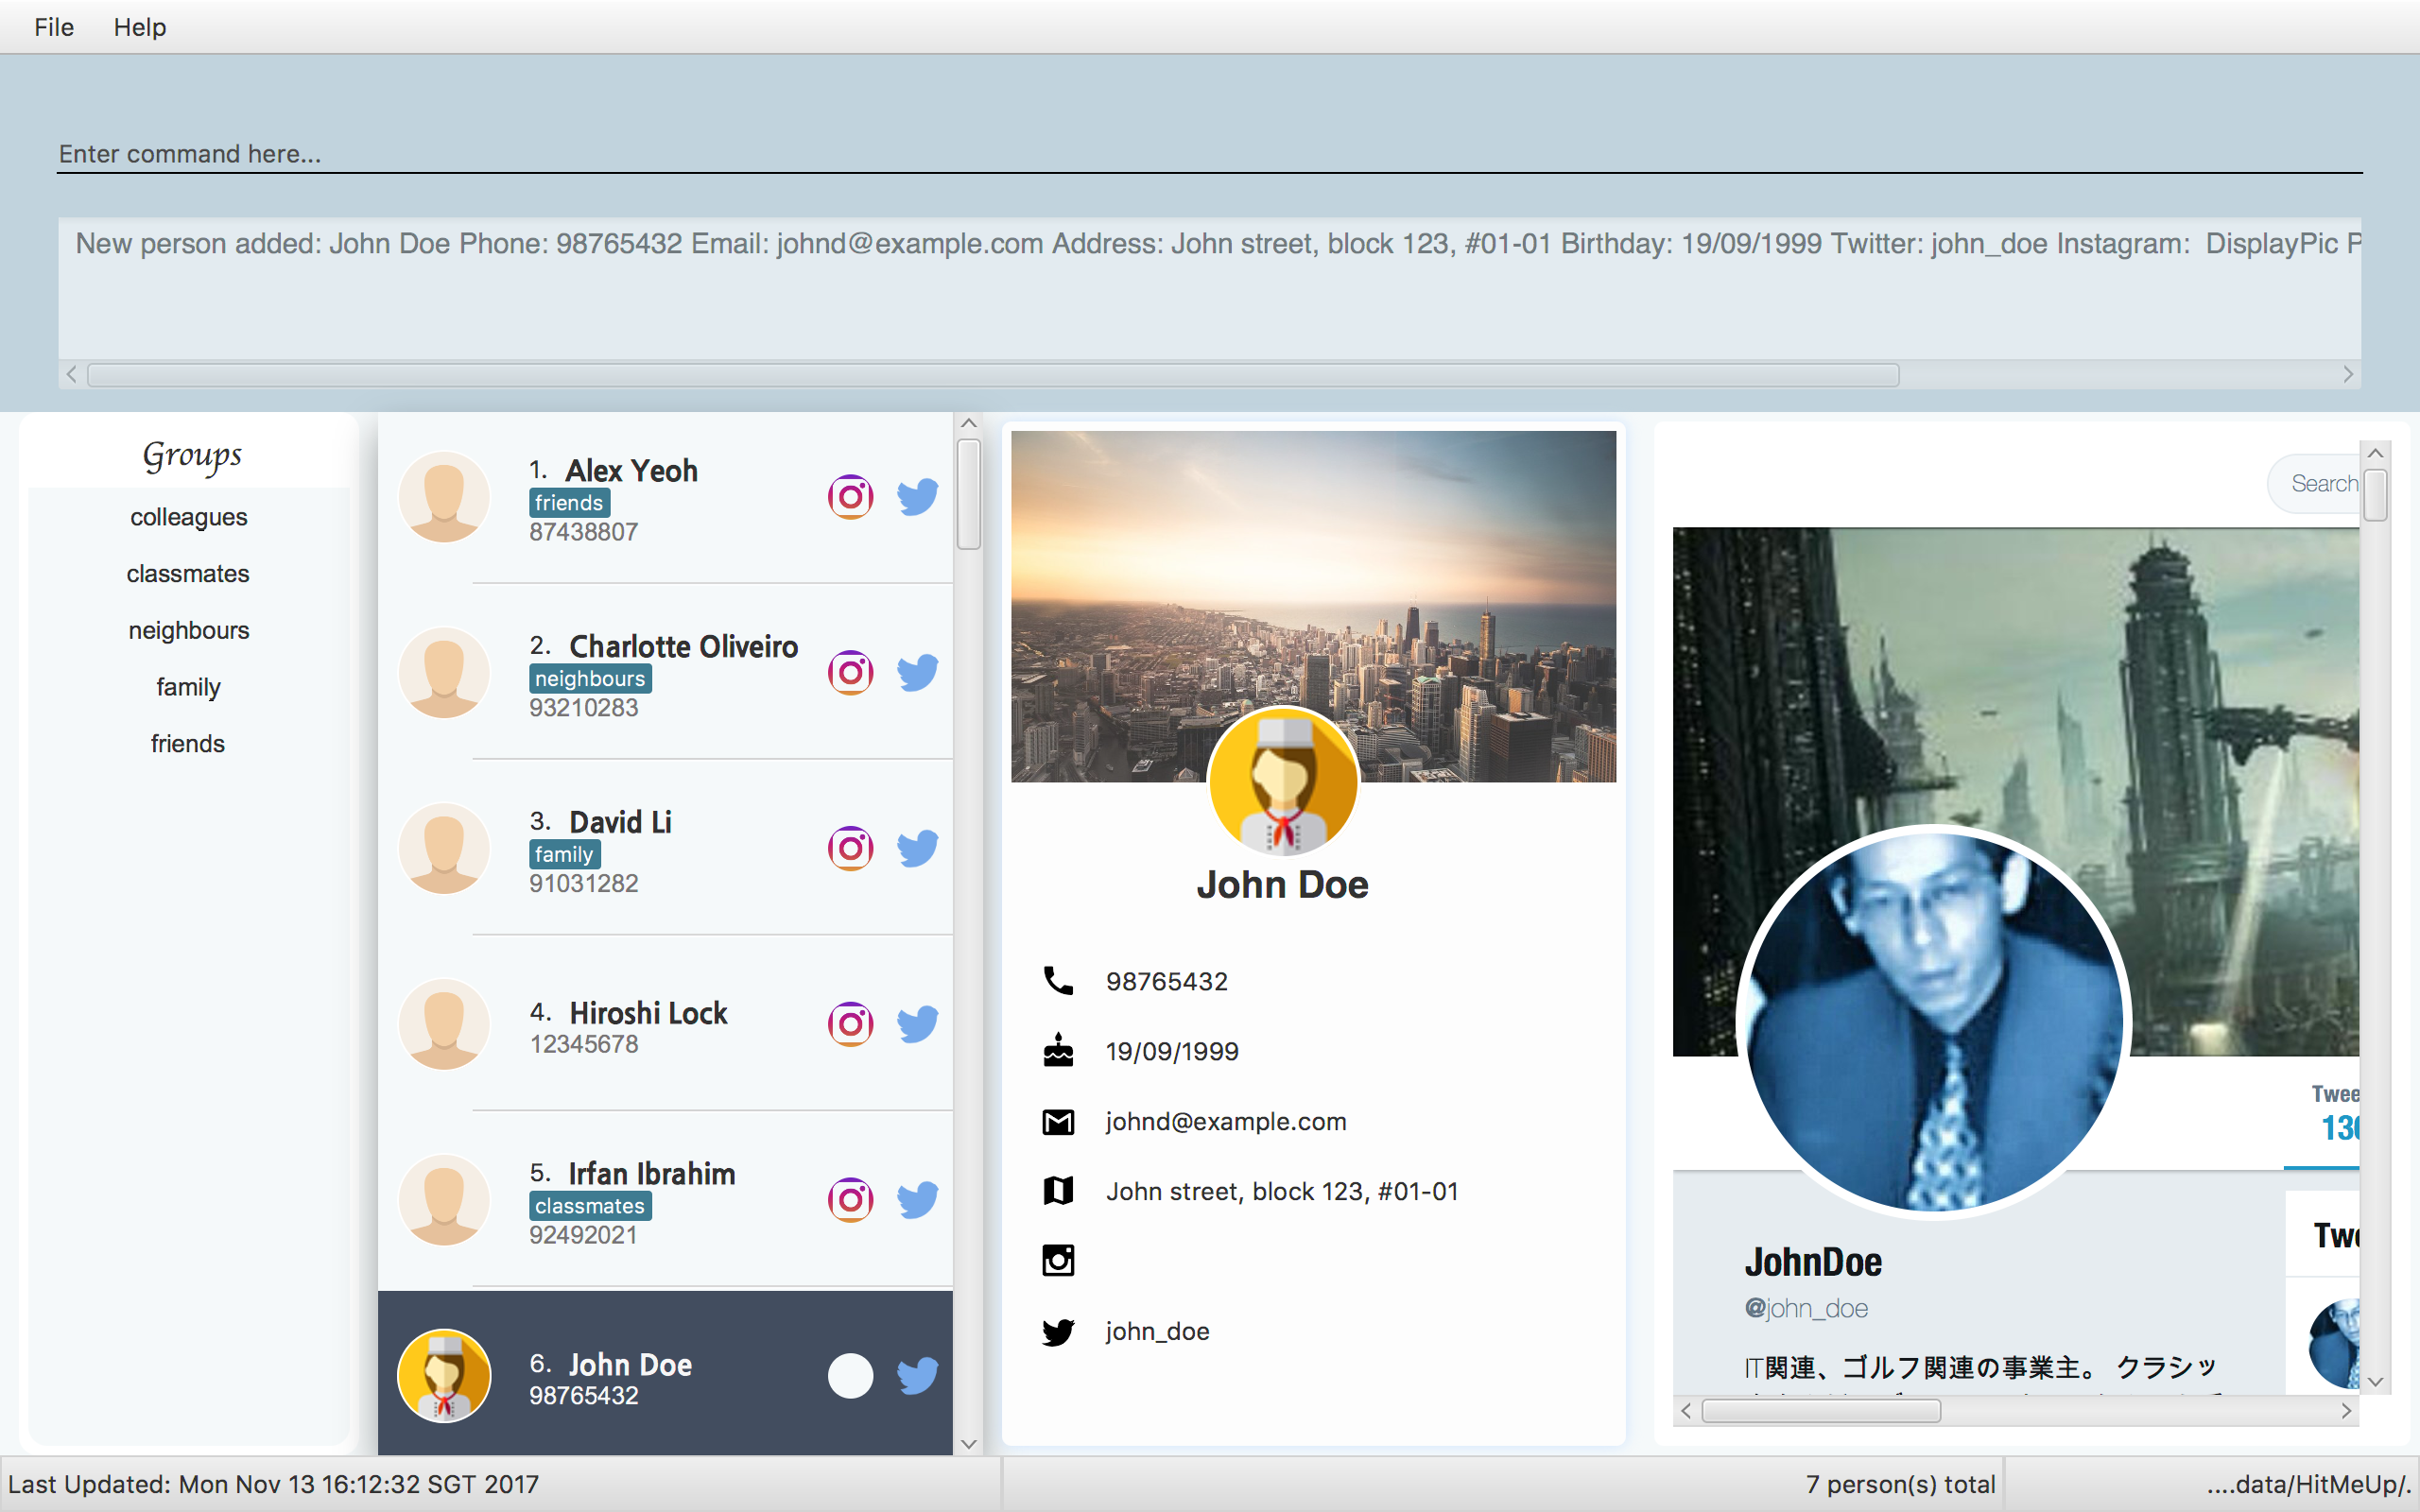 File Help
Enter command here...
New person added: John Doe Phone: 98765432 Email: johnd@example.com Address: John street, block 123, #01-01 Birthday: 19/09/1999 Twitter: john_doe Instagram: DisplayPic P
Groups
colleagues
classmates
neighbours
family
friends
1. Alex Yeoh
friends
87438807
2. Charlotte Oliveiro
neighbours
93210283
3. David Li
family
91031282
4. Hiroshi Lock
12345678
5. Irfan Ibrahim
classmates
92492021
6. John Doe
98765432
John Doe
98765432
19/09/1999
johnd@example.com
John street, block 123, #01-01
john_doe
Search
Twee
13
Twe
JohnDoe
@john_doe
IT関連、ゴルフ関連の事業主。 クラシッ
Last Updated: Mon Nov 13 16:12:32 SGT 2017
7 person(s) total
....data/HitMeUp/.